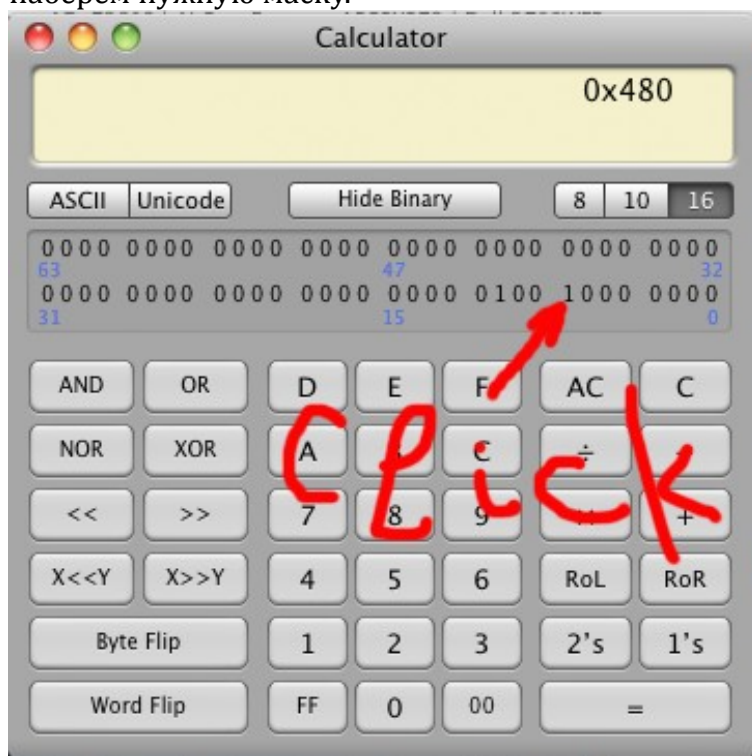 наберем нужную маску.
Calculator
0x480
ASCII Unicode Hide Binary 8 10 16
0000 0000 0000 0000 0000 0000 0000 0000
63 47 32
0000 0000 0000 0000 0000 0100 1000 0000
31 15 0
AND OR D E F AC C
NOR XOR A B C ÷ -
<< >> 7 8 9 × +
X<<Y X>>Y 4 5 6 RoL RoR
Click
Byte Flip 1 2 3 2's 1's
Word Flip FF 0 00 =